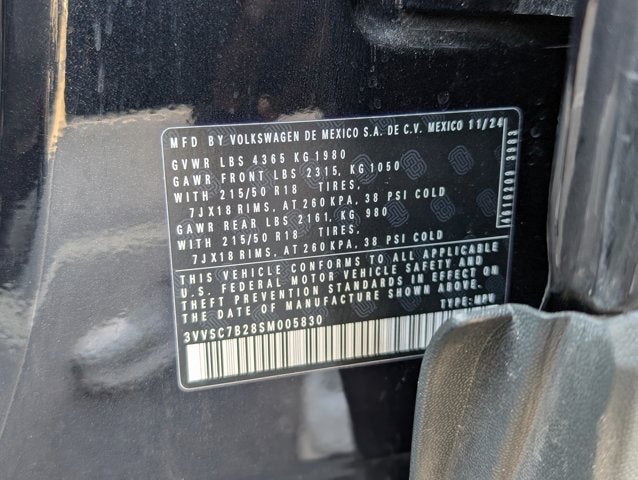 MFD BY VOLKSWAGEN DE MEXICO S.A. DE C.V. MEXICO 11/24
GVWR LBS 4365 KG 1980
GAWR FRONT LBS 2315, KG 1050
WITH 215/50 R18 TIRES,
7JX18 RIMS, AT 260 KPA, 38 PSI COLD
GAWR REAR LBS 2161, KG 980
WITH 215/50 R18 TIRES,
7JX18 RIMS, AT 260 KPA, 38 PSI COLD
THIS VEHICLE CONFORMS TO ALL APPLICABLE
U.S. FEDERAL MOTOR VEHICLE SAFETY AND
THEFT PREVENTION STANDARDS IN EFFECT ON
THE DATE OF MANUFACTURE SHOWN ABOVE.
3VVSC7B28SM005830
TYPE: MPV